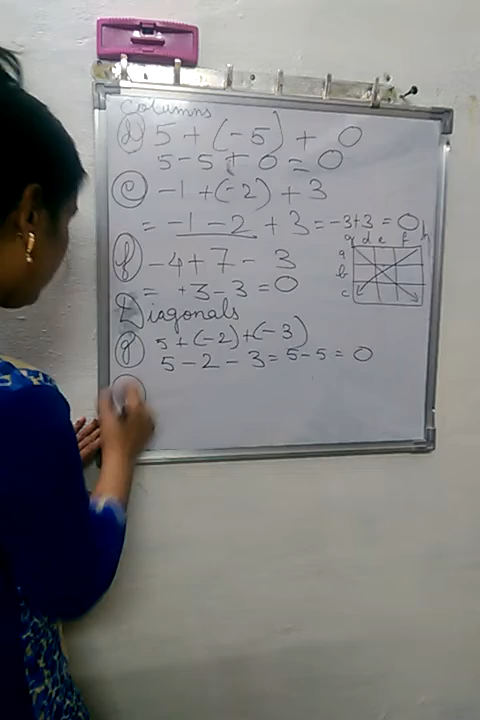 Columns
(d) 5 + (-5) + 0
5 - 5 + 0 = 0
(e) -1 + (-2) + 3
= -1 - 2 + 3 = -3+3 = 0
g d e f h
a
b
c
(f) -4 + 7 - 3
= +3 - 3 = 0
Diagonals
(g) 5 + (-2) + (-3)
5 - 2 - 3 = 5 - 5 = 0